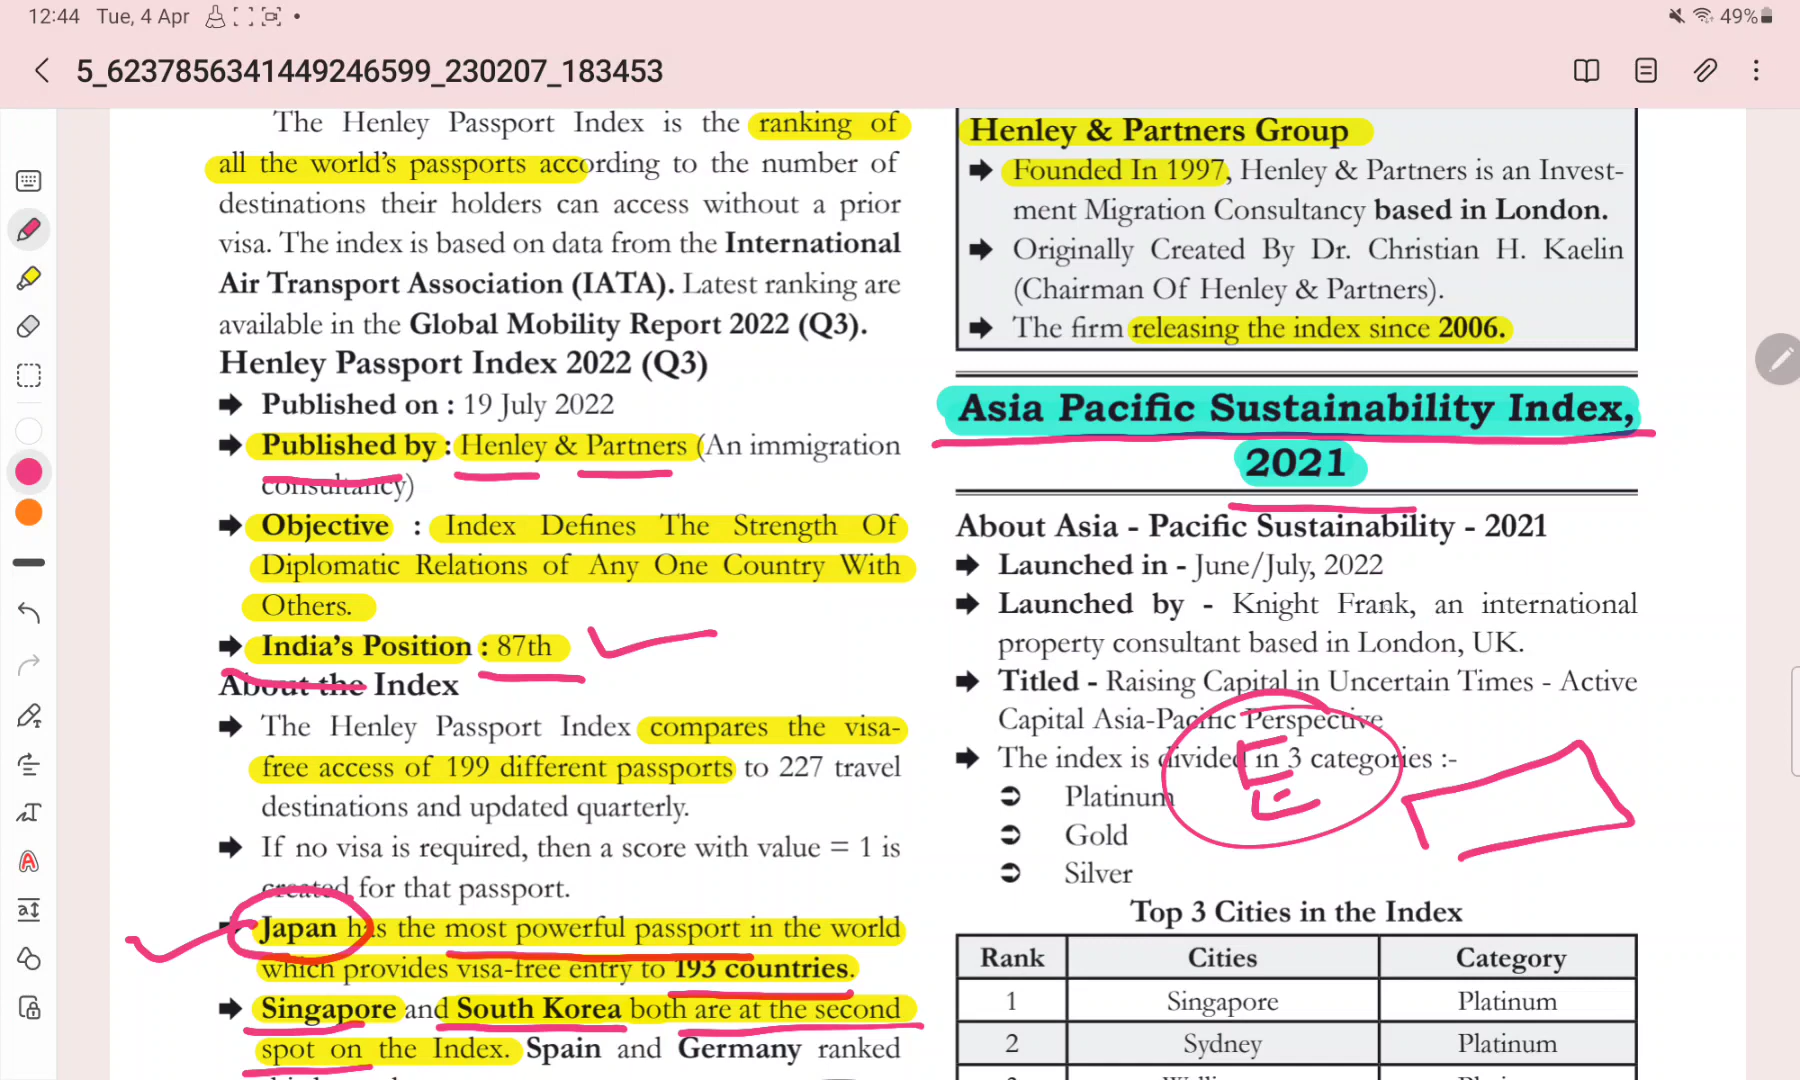 12:44 Tue, 4 Apr
49%
5_6237856341449246599_230207_183453
The Henley Passport Index is the ranking of
all the world's passports according to the number of
destinations their holders can access without a prior
visa. The index is based on data from the International
Air Transport Association (IATA). Latest ranking are
available in the Global Mobility Report 2022 (Q3).
Henley Passport Index 2022 (Q3)
Published on : 19 July 2022
Published by : Henley & Partners (An immigration
consultancy)
Objective : Index Defines The Strength Of
Diplomatic Relations of Any One Country With
Others.
India's Position : 87th
About the Index
The Henley Passport Index compares the visa-
free access of 199 different passports to 227 travel
destinations and updated quarterly.
If no visa is required, then a score with value = 1 is
created for that passport.
Japan has the most powerful passport in the world
which provides visa-free entry to 193 countries.
Singapore and South Korea both are at the second
spot on the Index. Spain and Germany ranked
Henley & Partners Group
Founded In 1997, Henley & Partners is an Invest-
ment Migration Consultancy based in London.
Originally Created By Dr. Christian H. Kaelin
(Chairman Of Henley & Partners).
The firm releasing the index since 2006.
Asia Pacific Sustainability Index,
2021
About Asia - Pacific Sustainability - 2021
Launched in - June/July, 2022
Launched by - Knight Frank, an international
property consultant based in London, UK.
Titled - Raising Capital in Uncertain Times - Active
Capital Asia-Pacific Perspective
The index is divided in 3 categories :-
Platinum
Gold
Silver
Top 3 Cities in the Index
Rank Cities Category
1 Singapore Platinum
2 Sydney Platinum